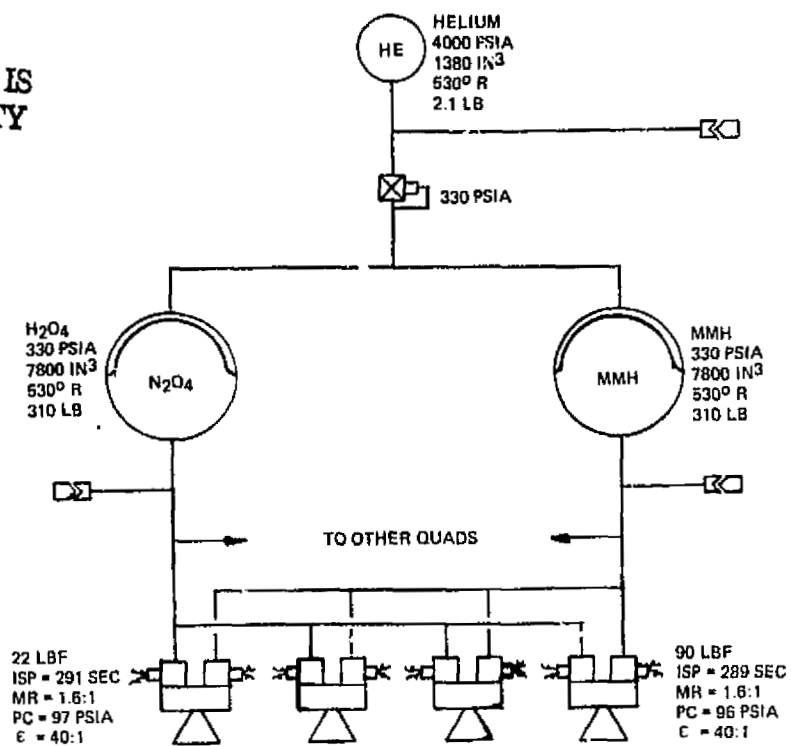 IS
TY
HELIUM
4000 PSIA
1380 IN³
530° R
2.1 LB
HE
330 PSIA
H₂O₄
330 PSIA
7800 IN³
530° R
310 LB
N₂O₄
MMH
MMH
330 PSIA
7800 IN³
530° R
310 LB
TO OTHER QUADS
22 LBF
ISP = 291 SEC
MR = 1.6:1
PC = 97 PSIA
Є = 40:1
90 LBF
ISP = 289 SEC
MR = 1.6:1
PC = 96 PSIA
Є = 40:1